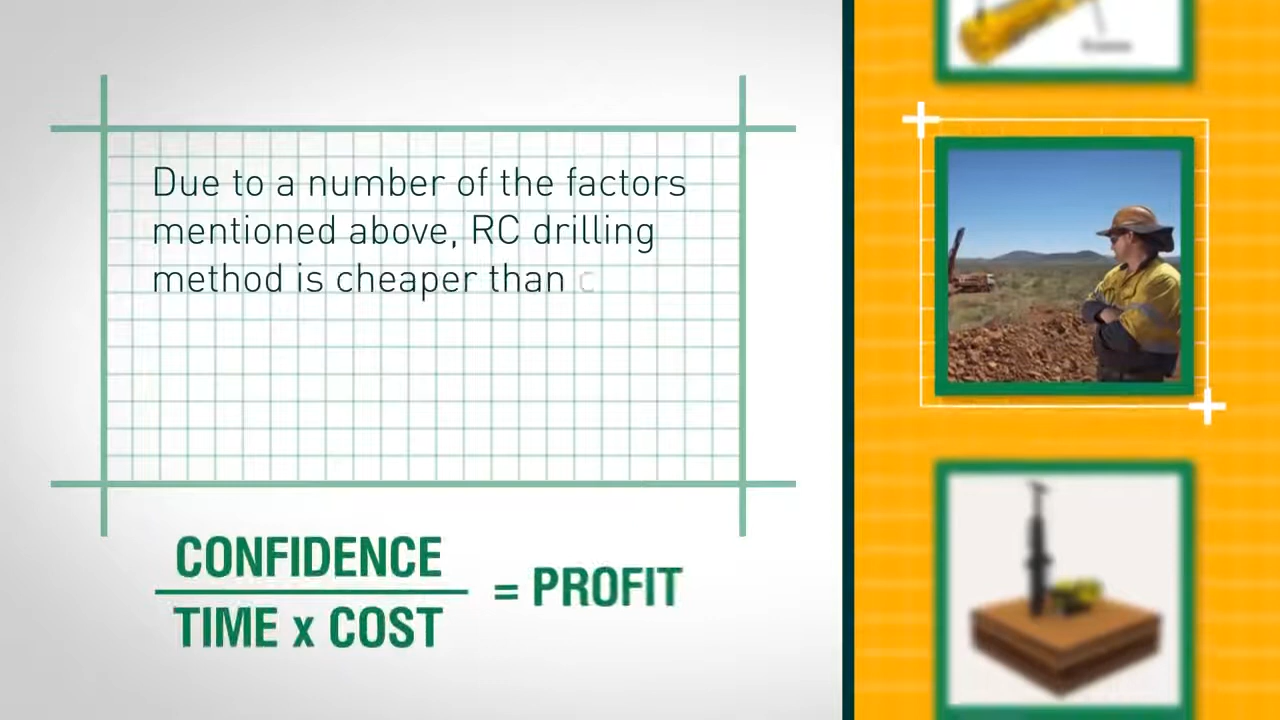 Due to a number of the factors
mentioned above, RC drilling
method is cheaper than c
CONFIDENCE
TIME x COST
= PROFIT